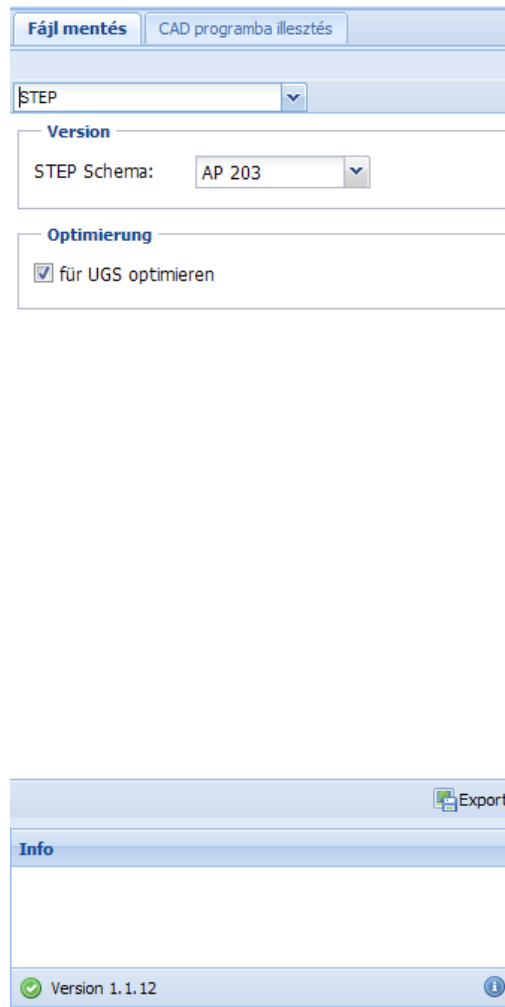 Fájl mentés CAD programba illesztés
STEP
Version
STEP Schema: AP 203
Optimierung
für UGS optimieren
Export
Info
Version 1.1.12